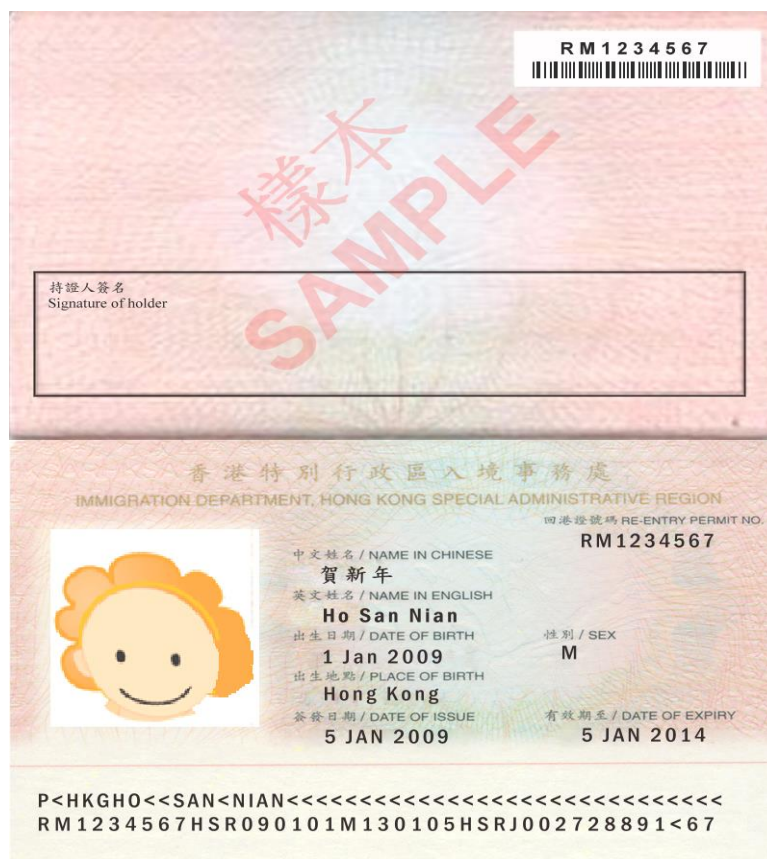 RM1234567
樣本
SAMPLE
持證人簽名
Signature of holder
香港特別行政區入境事務處
IMMIGRATION DEPARTMENT, HONG KONG SPECIAL ADMINISTRATIVE REGION
回港證號碼 RE-ENTRY PERMIT NO.
RM1234567
中文姓名 / NAME IN CHINESE
賀新年
英文姓名 / NAME IN ENGLISH
Ho San Nian
出生日期 / DATE OF BIRTH
1 Jan 2009
性別 / SEX
M
出生地點 / PLACE OF BIRTH
Hong Kong
簽發日期 / DATE OF ISSUE
5 JAN 2009
有效期至 / DATE OF EXPIRY
5 JAN 2014
P<HKGHO<<SAN<NIAN<<<<<<<<<<<<<<<<<<<<<<<<<<<<<<
RM1234567HSR090101M130105HSRJ002728891<67